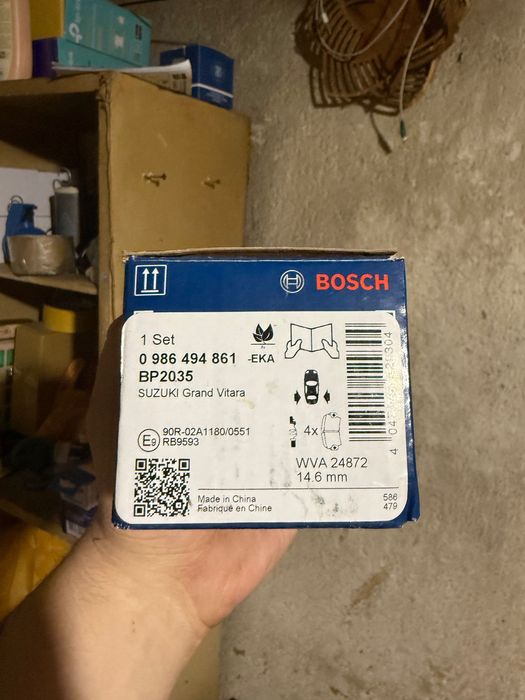 BOSCH
1 Set
0 986 494 861 -EKA
BP2035
SUZUKI Grand Vitara
4x
E9 90R-02A1180/0551
RB9593
WVA 24872
14.6 mm
Made in China
Fabriqué en Chine
586
479